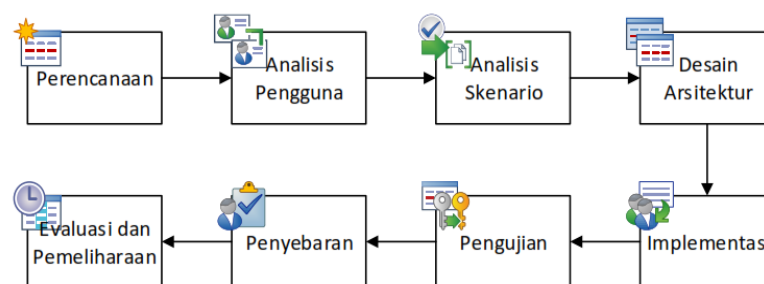 Perencanaan
Analisis
Pengguna
Analisis
Skenario
Desain
Arsitektur
Evaluasi dan
Pemeliharaan
Penyebaran
Pengujian
Implementas